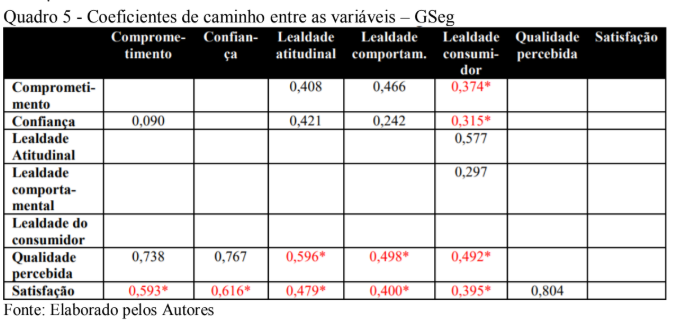 Quadro 5 - Coeficientes de caminho entre as variáveis – GSeg
Comprome- Confian- Lealdade Lealdade Lealdade Qualidade Satisfação
timento ça atitudinal comportam. consumi- percebida
dor
Comprometi- 0,408 0,466 0,374*
mento
Confiança 0,090 0,421 0,242 0,315*
Lealdade 0,577
Atitudinal
Lealdade 0,297
comporta-
mental
Lealdade do
consumidor
Qualidade 0,738 0,767 0,596* 0,498* 0,492*
percebida
Satisfação 0,593* 0,616* 0,479* 0,400* 0,395* 0,804
Fonte: Elaborado pelos Autores